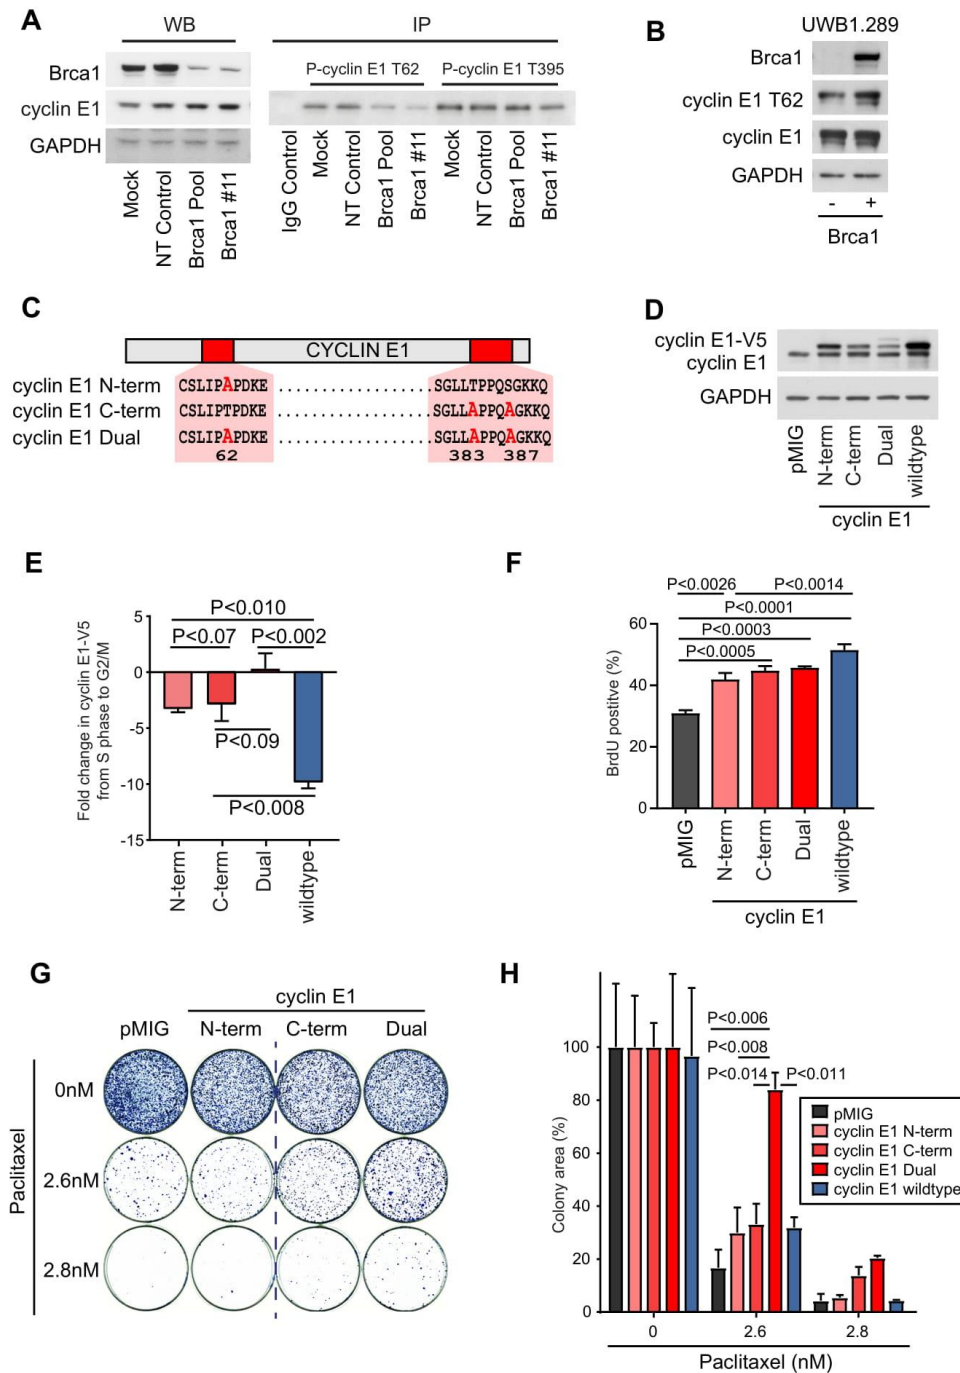 A
WB
IP
Brca1
cyclin E1
GAPDH
P-cyclin E1 T62
P-cyclin E1 T395
Mock
NT Control
Brca1 Pool
Brca1 #11
IgG Control
Mock
NT Control
Brca1 Pool
Brca1 #11
Mock
NT Control
Brca1 Pool
Brca1 #11
B
UWB1.289
Brca1
cyclin E1 T62
cyclin E1
GAPDH
- +
Brca1
C
CYCLIN E1
cyclin E1 N-term CSLIPAPDKE ..................... SGLLTPPQSGKKQ
cyclin E1 C-term CSLIPTPDKE ..................... SGLLAPPQAGKKQ
cyclin E1 Dual CSLIPAPDKE ..................... SGLLAPPQAGKKQ
62 383 387
D
cyclin E1-V5
cyclin E1
GAPDH
pMIG
N-term
C-term
Dual
wildtype
cyclin E1
E
Fold change in cyclin E1-V5
from S phase to G2/M
5
0
-5
-10
-15
P<0.010
P<0.07
P<0.002
P<0.09
P<0.008
N-term
C-term
Dual
wildtype
F
BrdU postitve (%)
60
40
20
0
P<0.0026
P<0.0014
P<0.0001
P<0.0003
P<0.0005
pMIG
N-term
C-term
Dual
wildtype
cyclin E1
G
cyclin E1
pMIG N-term C-term Dual
Paclitaxel
0nM
2.6nM
2.8nM
H
Colony area (%)
100
80
60
40
20
0
P<0.006
P<0.008
P<0.014
P<0.011
pMIG
cyclin E1 N-term
cyclin E1 C-term
cyclin E1 Dual
cyclin E1 wildtype
0 2.6 2.8
Paclitaxel (nM)